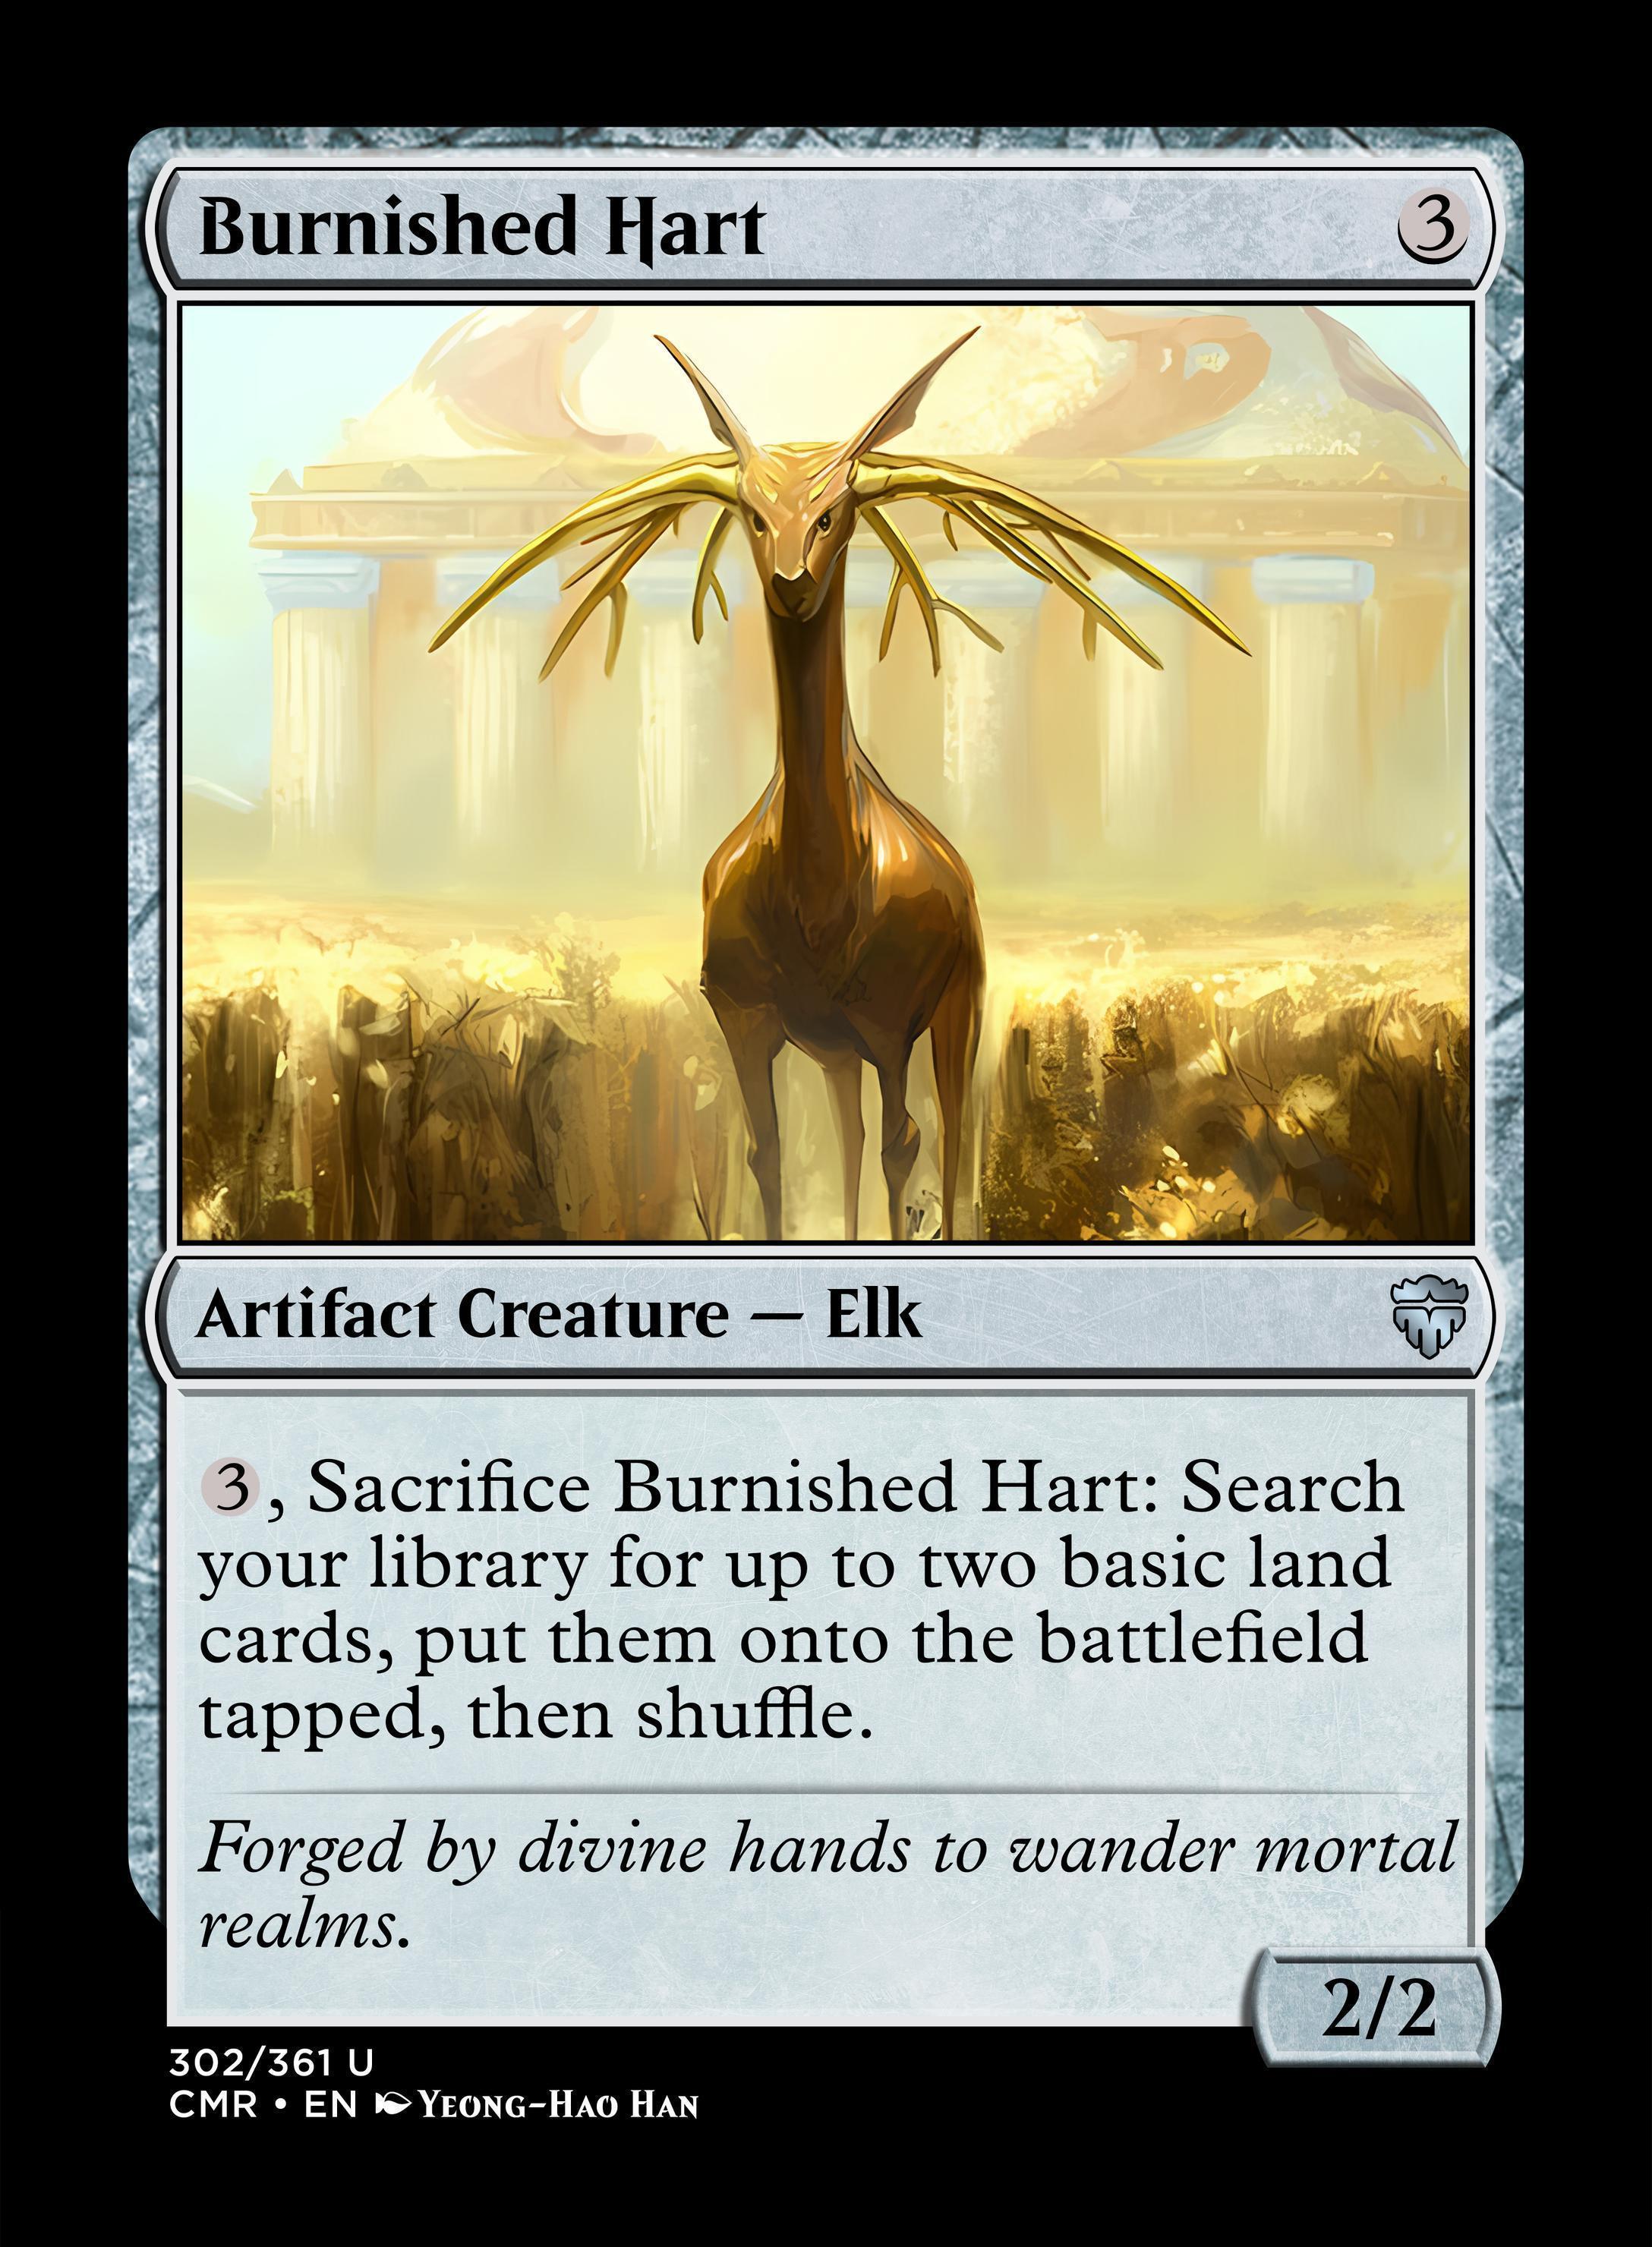 Burnished Hart 3
Artifact Creature — Elk
3, Sacrifice Burnished Hart: Search
your library for up to two basic land
cards, put them onto the battlefield
tapped, then shuffle.
Forged by divine hands to wander mortal
realms.
2/2
302/361 U
CMR • EN Yeong-Hao Han